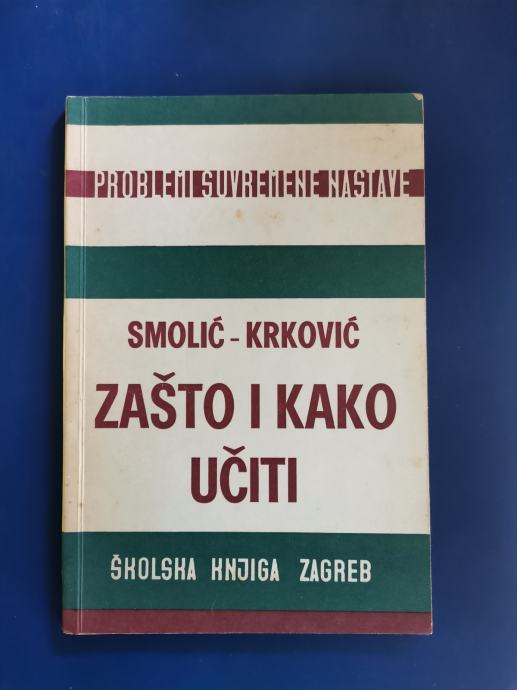 PROBLEMI SUVREMENE NASTAVE
SMOLIĆ - KRKOVIĆ
ZAŠTO I KAKO
UČITI
ŠKOLSKA KNJIGA ZAGREB